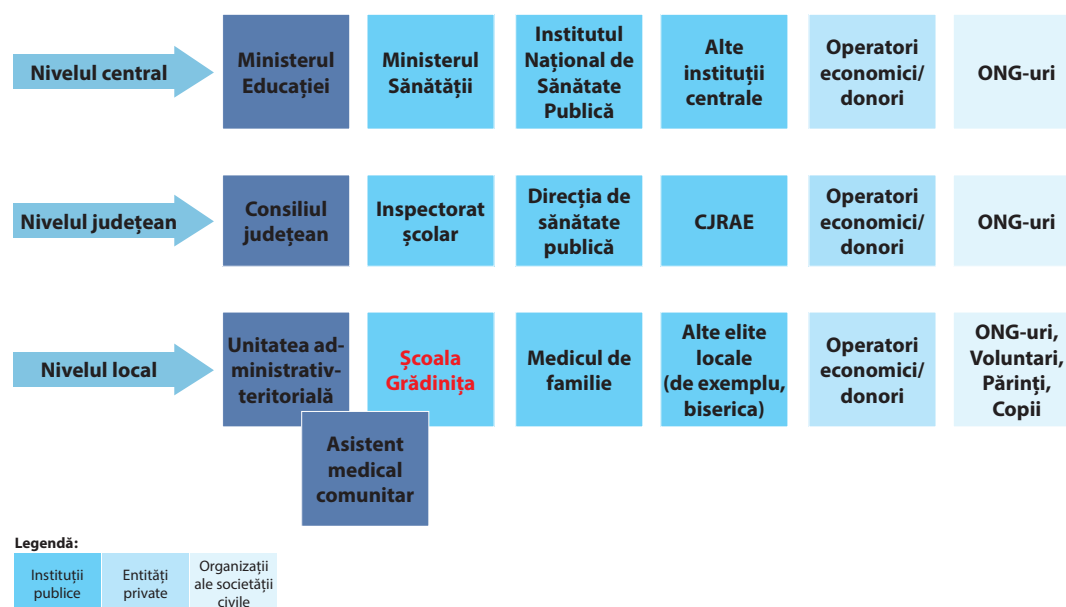 Nivelul central
Ministerul
Educației
Ministerul
Sănătății
Institutul
Național de
Sănătate
Publică
Alte
instituții
centrale
Operatori
economici/
donori
ONG-uri
Nivelul județean
Consiliul
județean
Inspectorat
școlar
Direcția de
sănătate
publică
CJRAE
Operatori
economici/
donori
ONG-uri
Nivelul local
Unitatea ad-
ministrativ-
teritorială
Școala
Grădinița
Medicul de
familie
Alte elite
locale
(de exemplu,
biserica)
Operatori
economici/
donori
ONG-uri,
Voluntari,
Părinți,
Copii
Asistent
medical
comunitar
Legendă:
Instituții
publice
Entități
private
Organizații
ale societății
civile